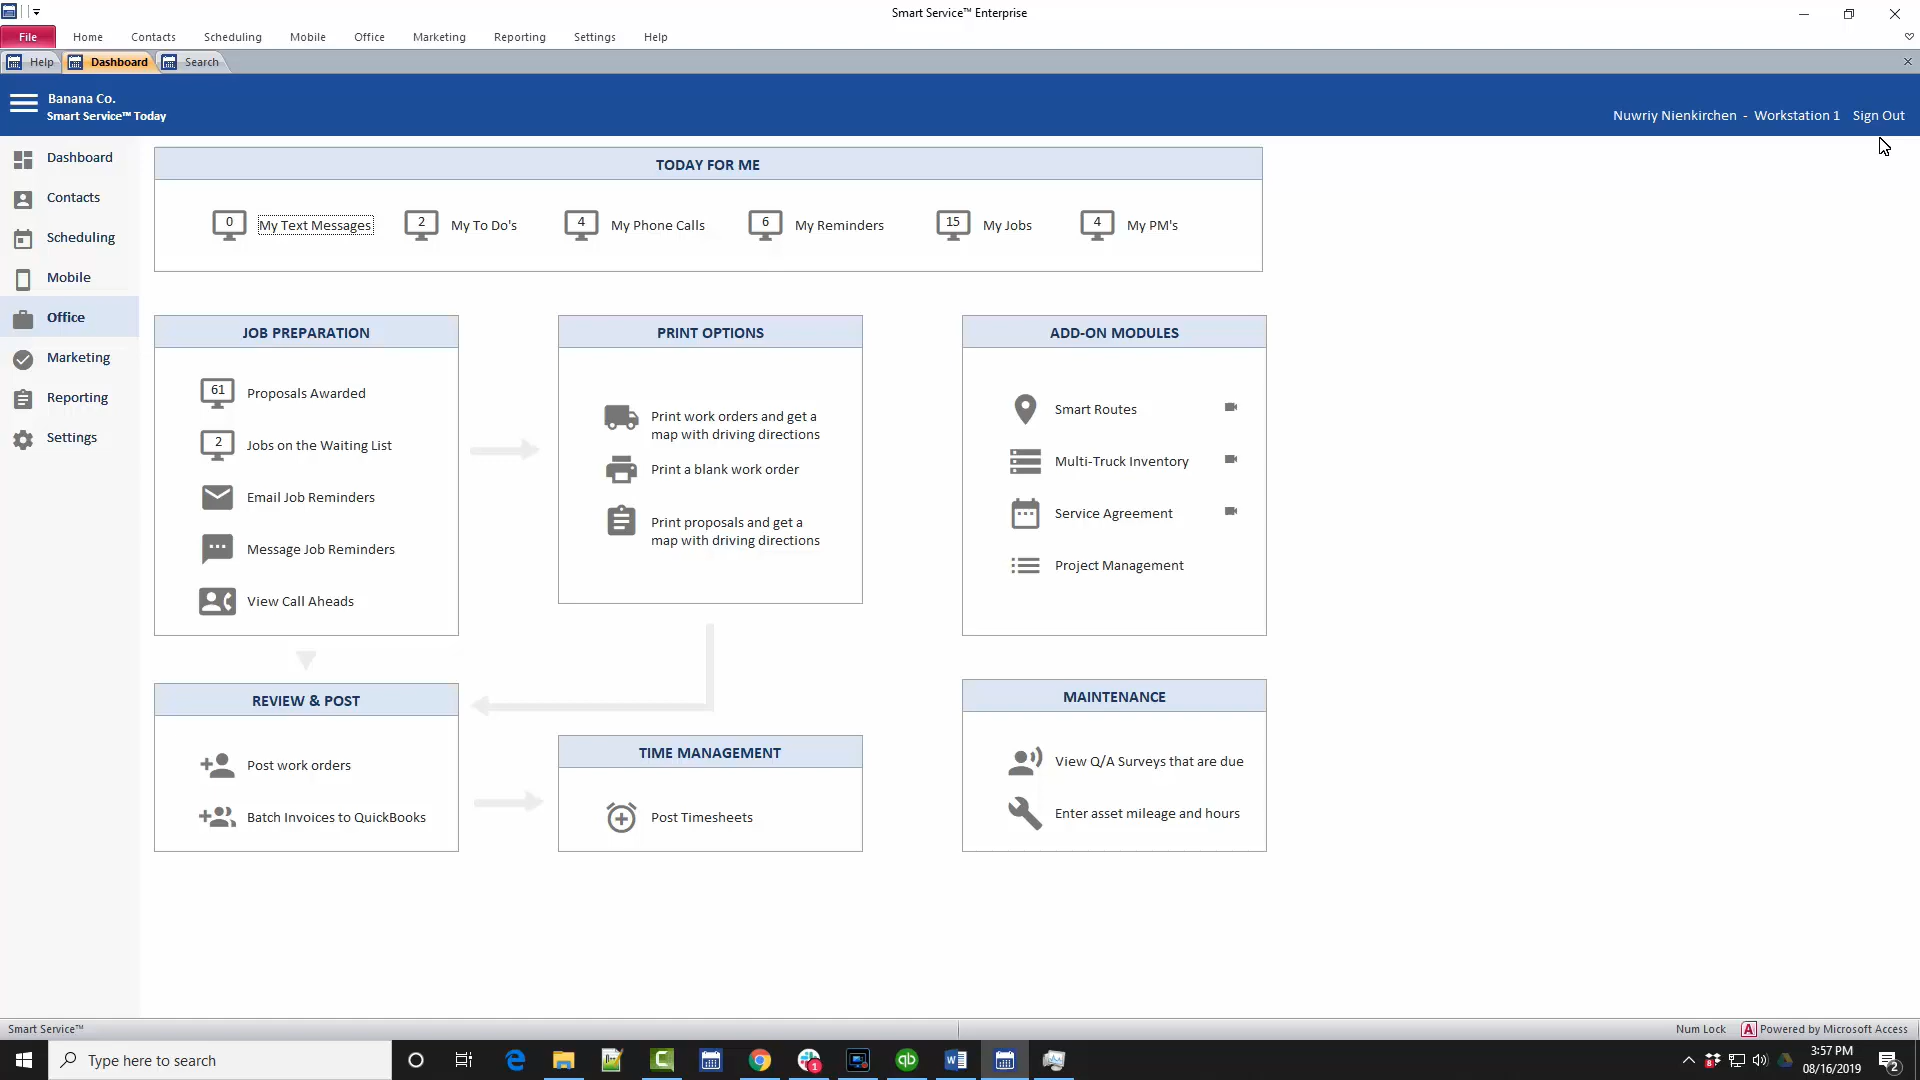 Smart Service™ Enterprise
File
Home
Contacts
Scheduling
Mobile
Office
Marketing
Reporting
Settings
Help
Help
Dashboard
Search
Banana Co.
Smart Service™ Today
Nuwriy Nienkirchen - Workstation 1 Sign Out
Dashboard
Contacts
Scheduling
Mobile
Office
Marketing
Reporting
Settings
TODAY FOR ME
0 My Text Messages
2 My To Do's
4 My Phone Calls
6 My Reminders
15 My Jobs
4 My PM's
JOB PREPARATION
61 Proposals Awarded
2 Jobs on the Waiting List
Email Job Reminders
Message Job Reminders
View Call Aheads
PRINT OPTIONS
Print work orders and get a
map with driving directions
Print a blank work order
Print proposals and get a
map with driving directions
ADD-ON MODULES
Smart Routes
Multi-Truck Inventory
Service Agreement
Project Management
REVIEW & POST
Post work orders
Batch Invoices to QuickBooks
TIME MANAGEMENT
Post Timesheets
MAINTENANCE
View Q/A Surveys that are due
Enter asset mileage and hours
Smart Service™
Num Lock
A Powered by Microsoft Access
Type here to search
1
qb
3:57 PM
08/16/2019
2